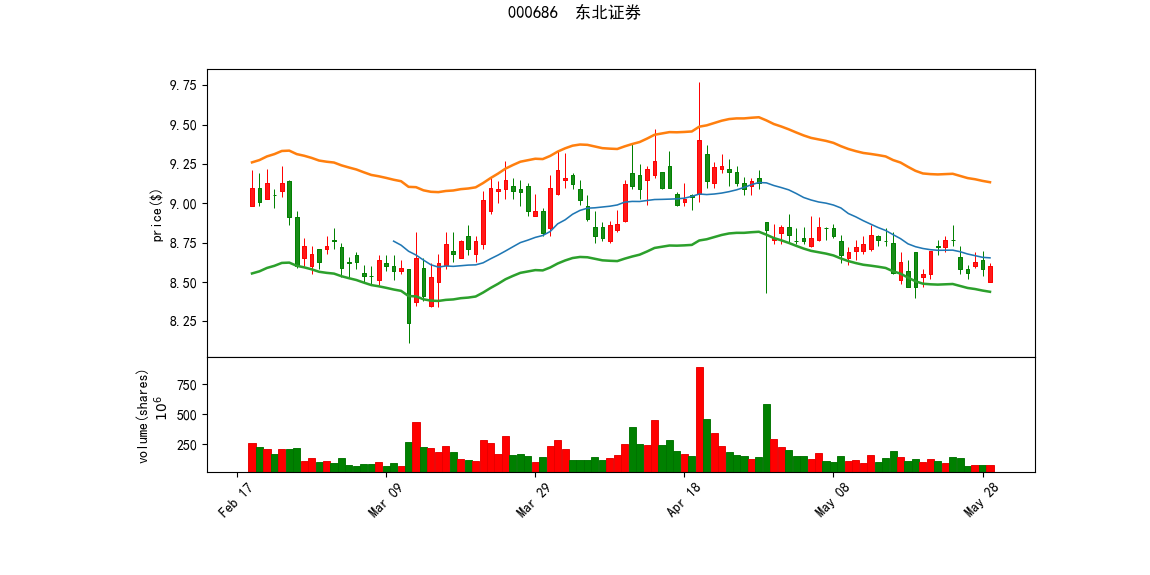 000686 东北证券
price($)
9.75
9.50
9.25
9.00
8.75
8.50
8.25
volume(shares)
10^6
750
500
250
Feb 17
Mar 09
Mar 29
Apr 18
May 08
May 28